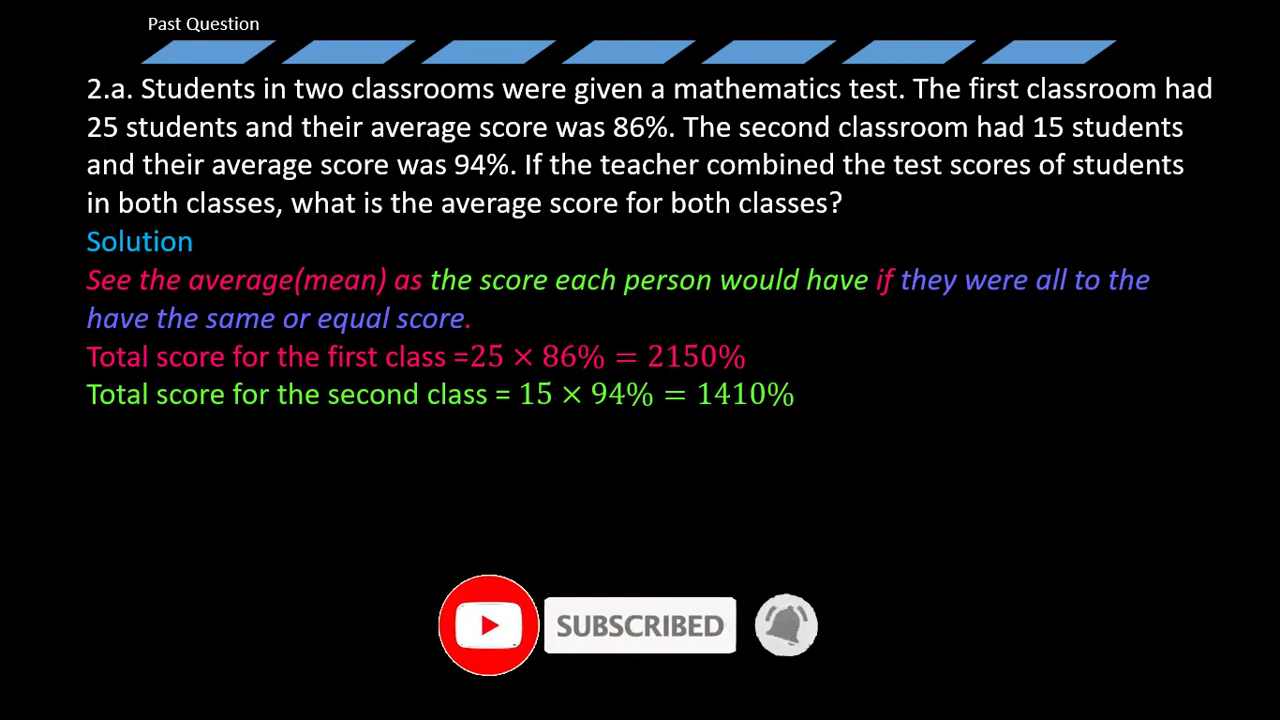 Past Question
2.a. Students in two classrooms were given a mathematics test. The first classroom had
25 students and their average score was 86%. The second classroom had 15 students
and their average score was 94%. If the teacher combined the test scores of students
in both classes, what is the average score for both classes?
Solution
See the average(mean) as the score each person would have if they were all to the
have the same or equal score.
Total score for the first class =25 × 86% = 2150%
Total score for the second class = 15 × 94% = 1410%
SUBSCRIBED